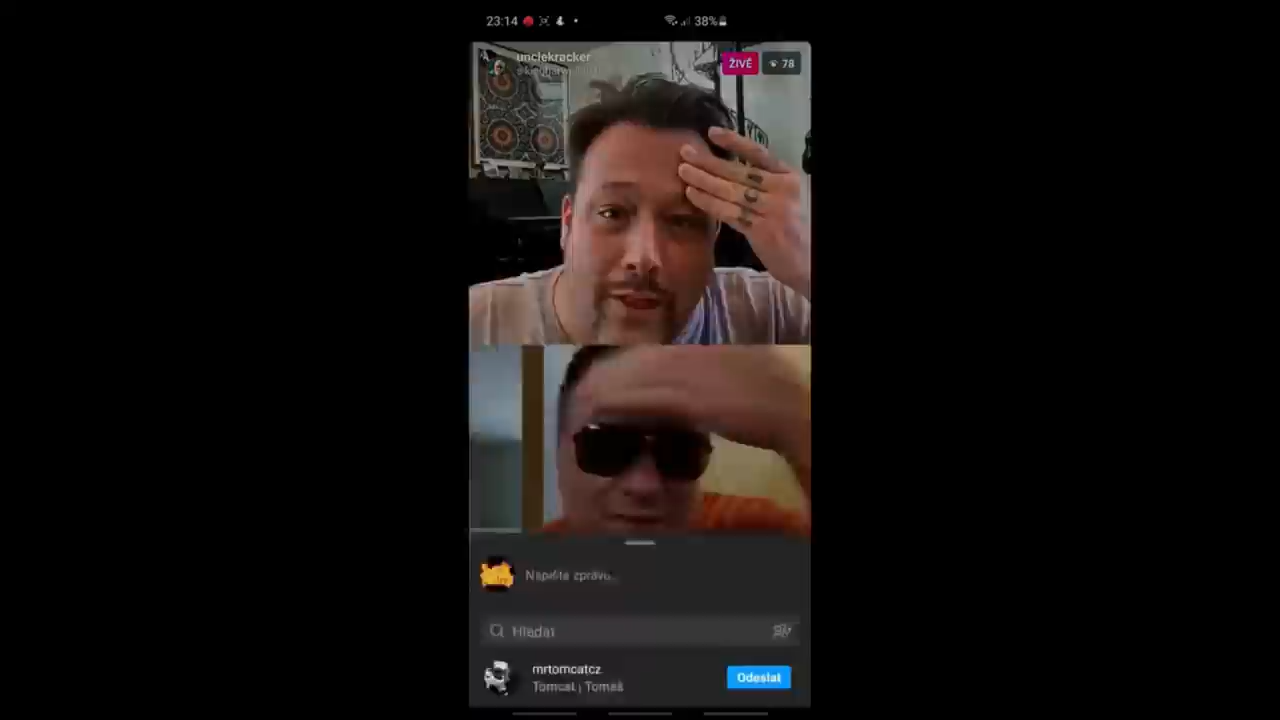 23:14 38%
unclekracker
ŽIVĚ 78
Napište zprávu...
Hledat
mrtomcatcz
Tomcat | Tomáš
Odeslat